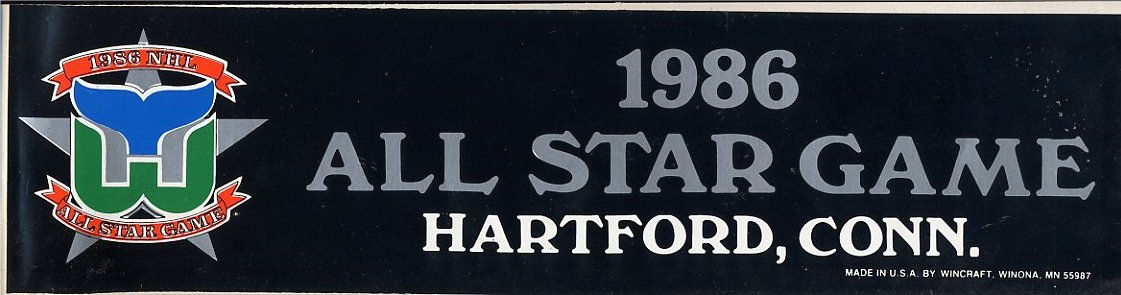 1986 NHL
ALL STAR GAME
1986
ALL STAR GAME
HARTFORD, CONN.
MADE IN U.S.A. BY WINCRAFT, WINONA, MN 55987